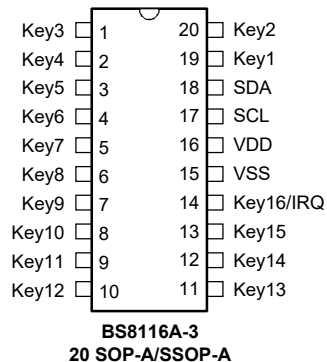 Key3 1 20 Key2
Key4 2 19 Key1
Key5 3 18 SDA
Key6 4 17 SCL
Key7 5 16 VDD
Key8 6 15 VSS
Key9 7 14 Key16/IRQ
Key10 8 13 Key15
Key11 9 12 Key14
Key12 10 11 Key13
BS8116A-3
20 SOP-A/SSOP-A